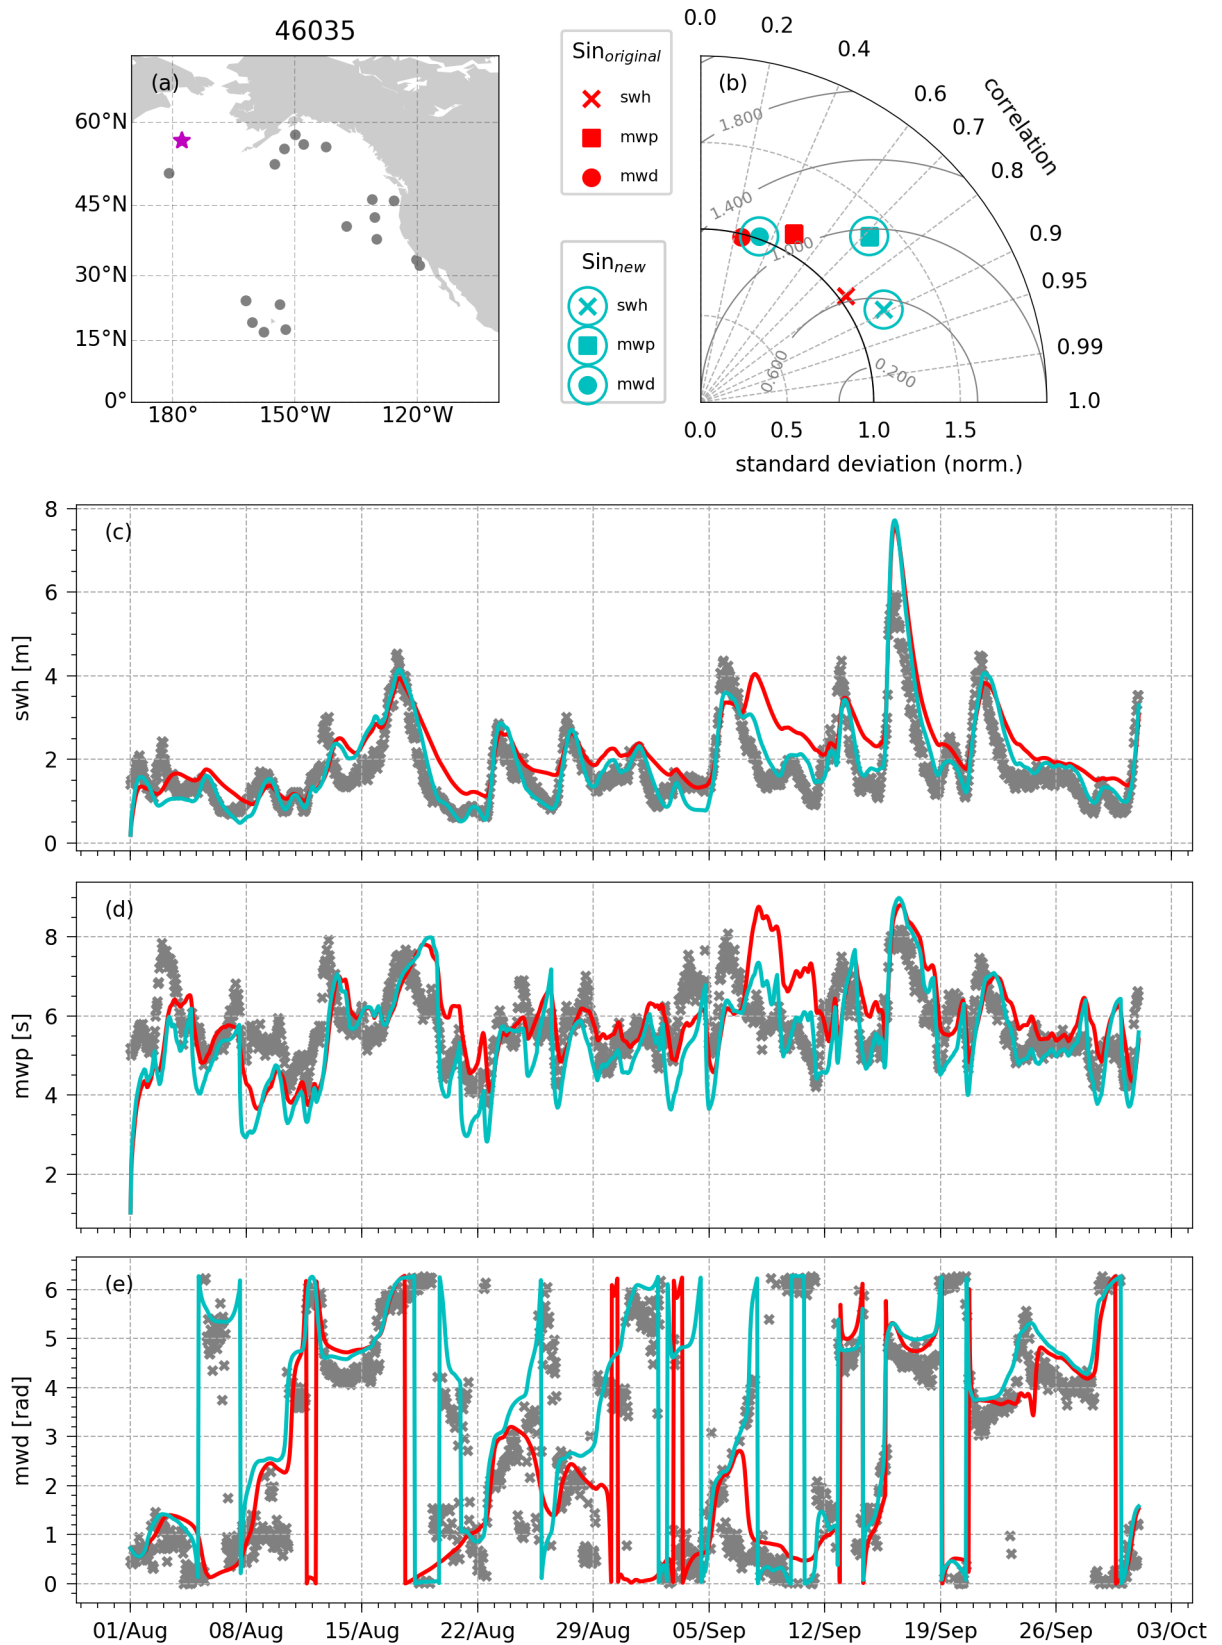 46035
(a)
60°N
45°N
30°N
15°N
0°
180°
150°W
120°W
Sin_original
swh
mwp
mwd
Sin_new
swh
mwp
mwd
(b)
0.0
0.2
0.4
0.6
0.7
0.8
0.9
0.95
0.99
1.0
correlation
1.800
1.400
1.000
0.600
0.200
0.0 0.5 1.0 1.5
standard deviation (norm.)
(c)
swh [m]
8
6
4
2
0
(d)
mwp [s]
8
6
4
2
(e)
mwd [rad]
6
5
4
3
2
1
0
01/Aug 08/Aug 15/Aug 22/Aug 29/Aug 05/Sep 12/Sep 19/Sep 26/Sep 03/Oct